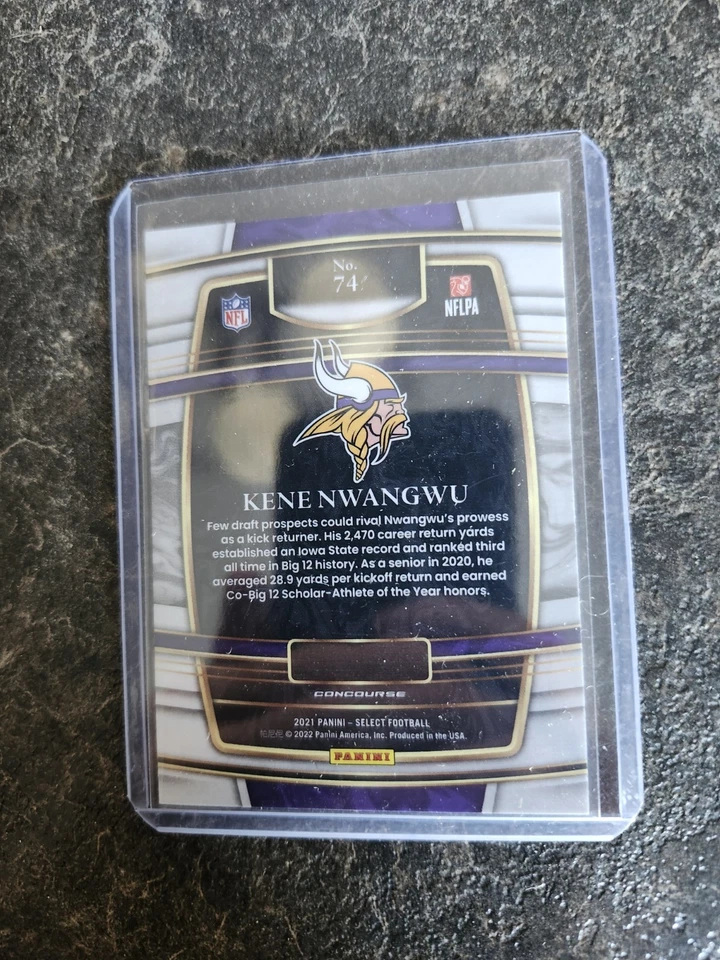 No.
74
NFL
NFLPA
KENE NWANGWU
Few draft prospects could rival Nwangwu's prowess
as a kick returner. His 2,470 career return yards
established an Iowa State record and ranked third
all time in Big 12 history. As a senior in 2020, he
averaged 28.9 yards per kickoff return and earned
Co-Big 12 Scholar-Athlete of the Year honors.
CONCOURSE
2021 PANINI – SELECT FOOTBALL
© 2022 Panini America, Inc. Produced in the USA.
PANINI